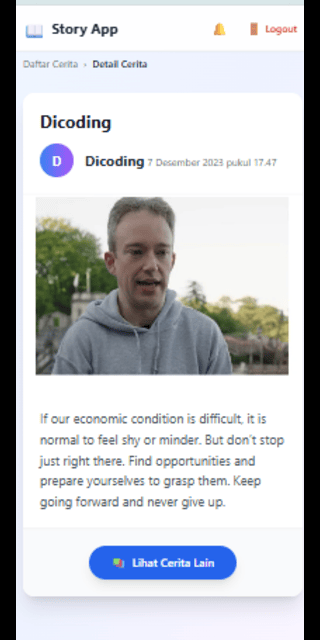 Story App
Logout
Daftar Cerita › Detail Cerita
Dicoding
D
Dicoding 7 Desember 2023 pukul 17.47
If our economic condition is difficult, it is
normal to feel shy or minder. But don't stop
just right there. Find opportunities and
prepare yourselves to grasp them. Keep
going forward and never give up.
Lihat Cerita Lain